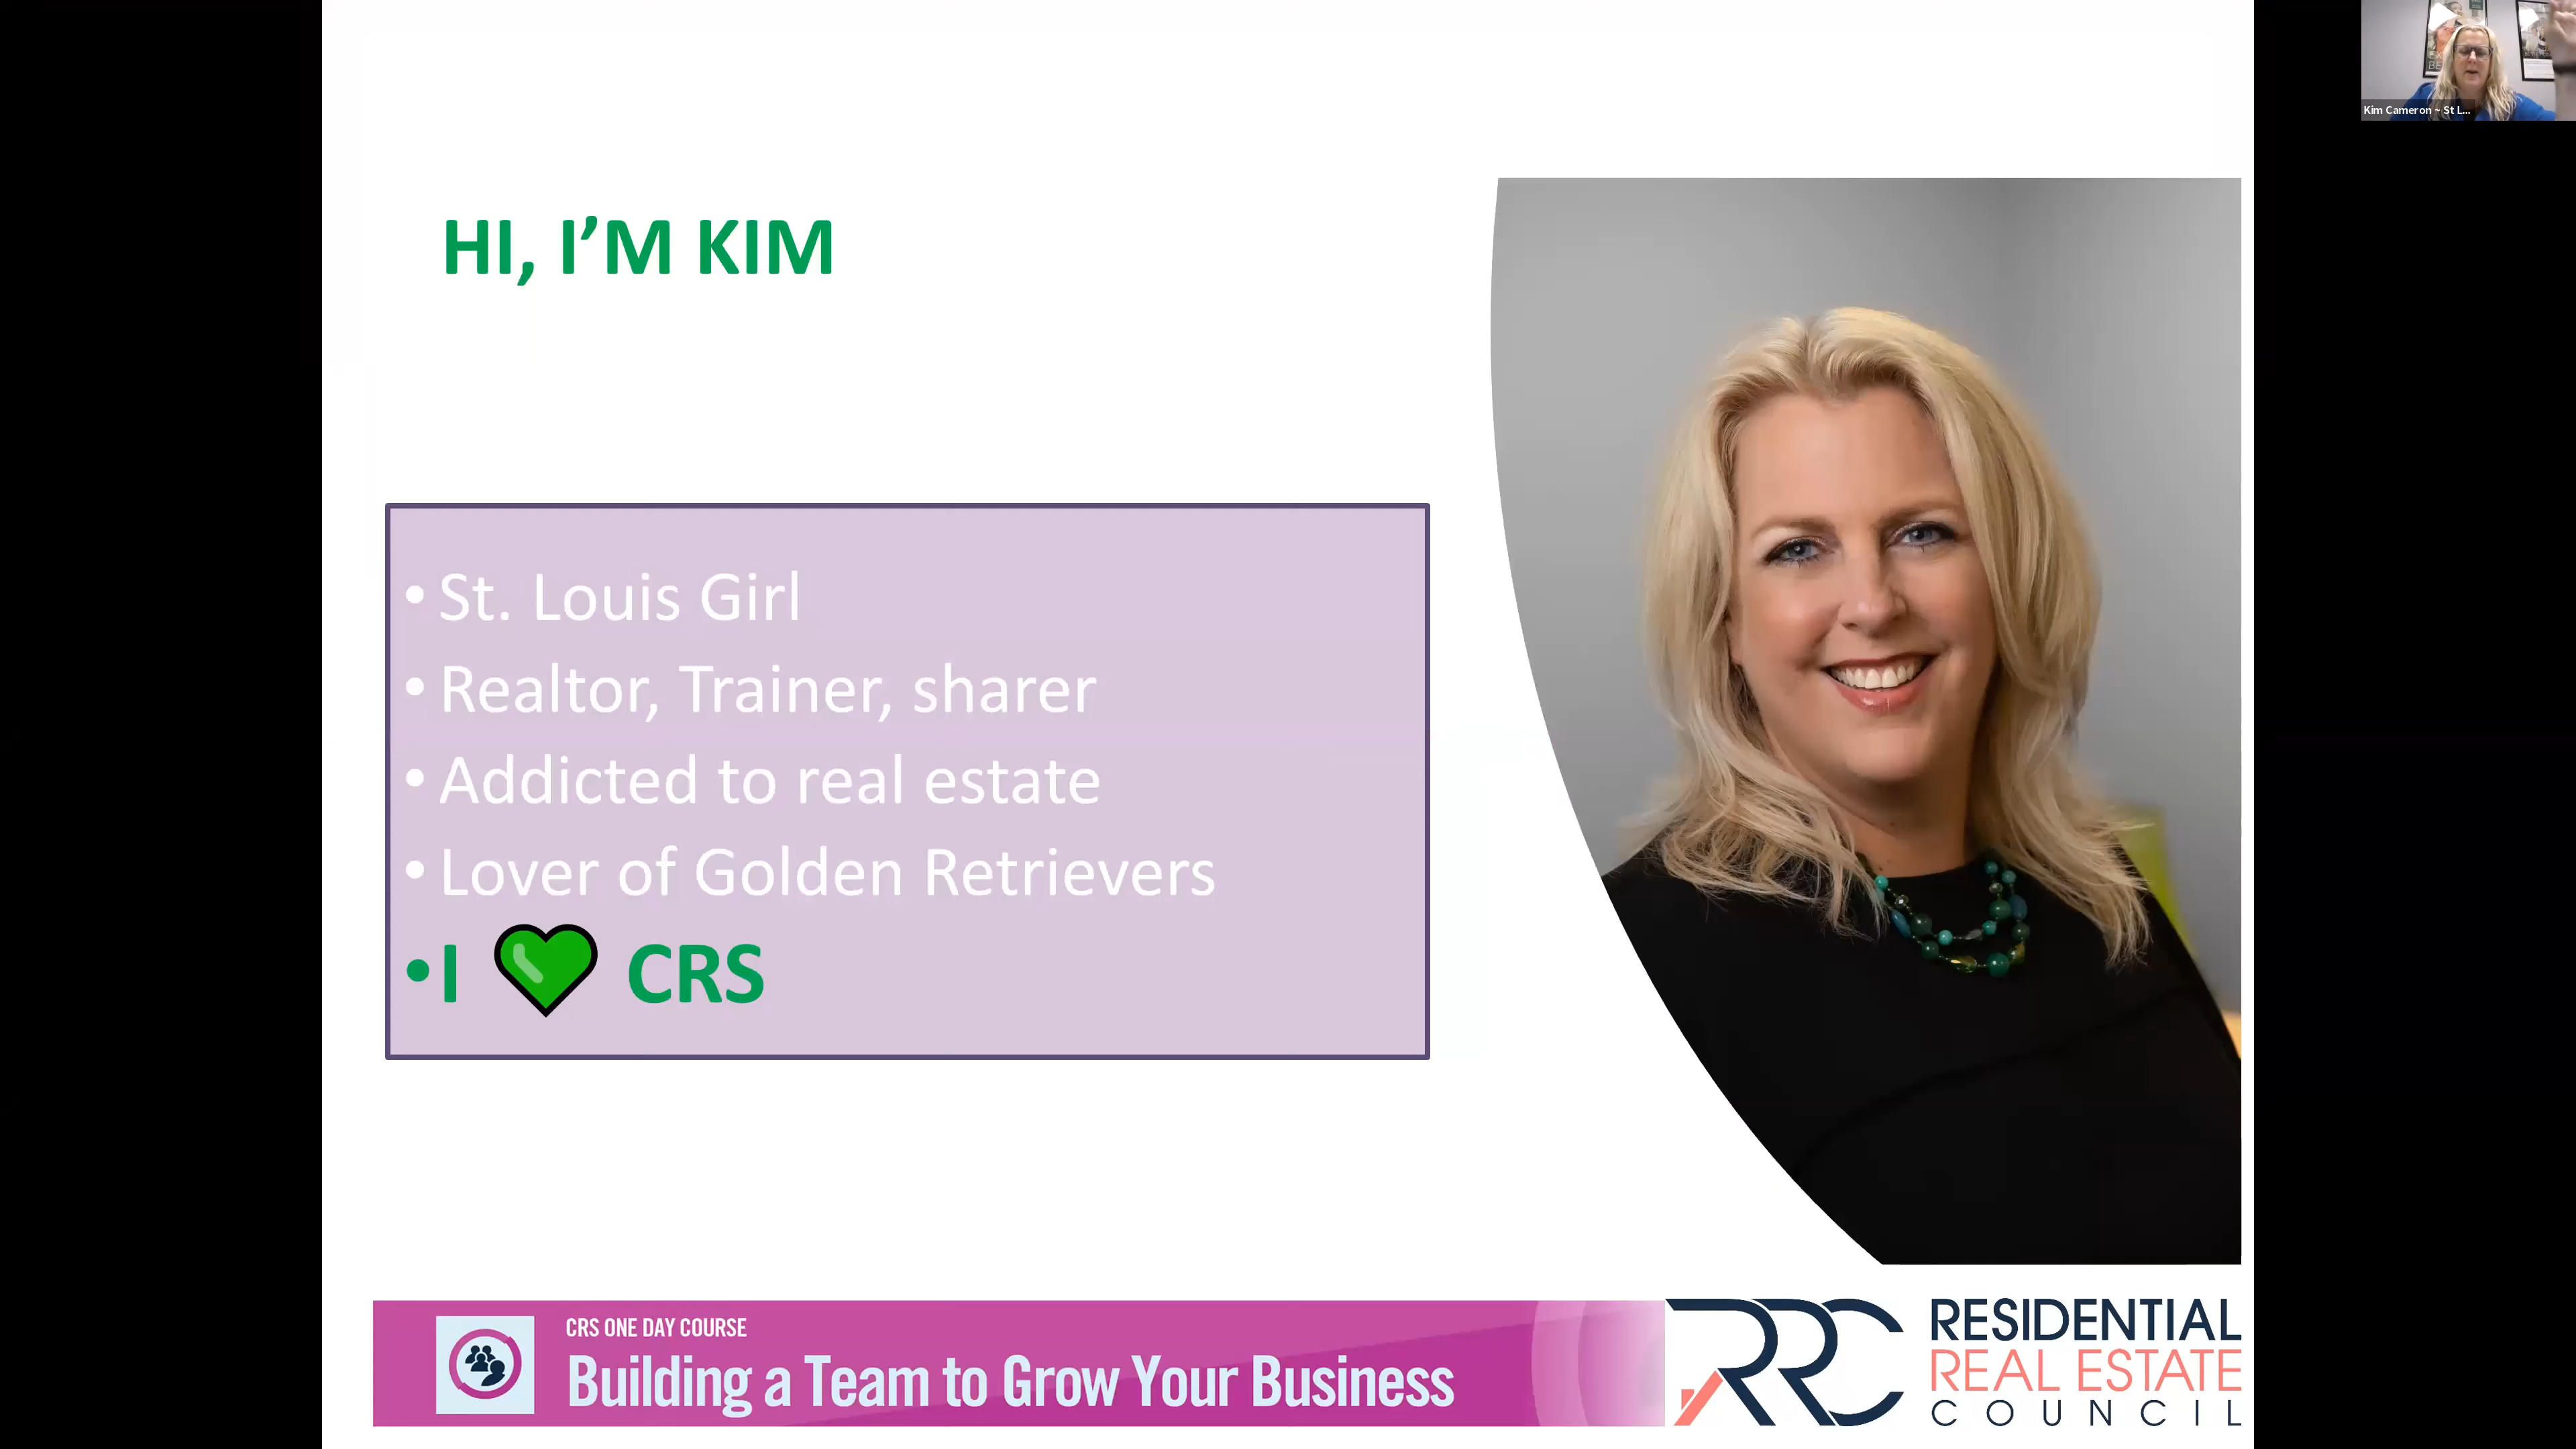 Kim Cameron ~ St L...
HI, I’M KIM
• St. Louis Girl
• Realtor, Trainer, sharer
• Addicted to real estate
• Lover of Golden Retrievers
• I 💚 CRS
CRS ONE DAY COURSE
Building a Team to Grow Your Business
RRC
RESIDENTIAL
REAL ESTATE
COUNCIL